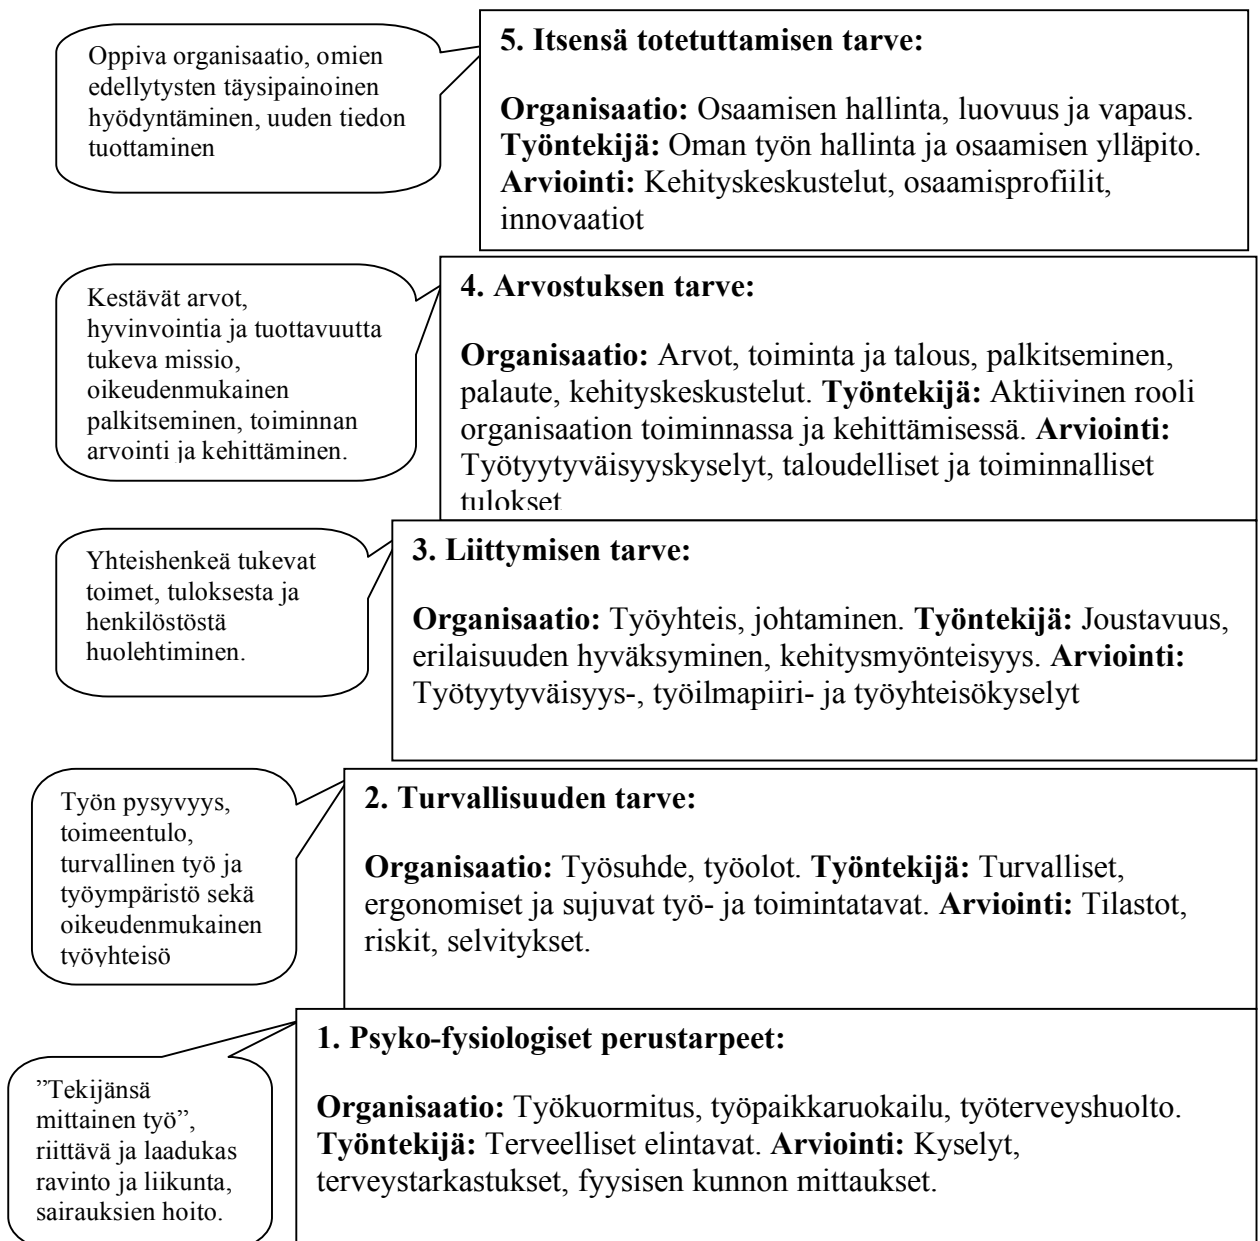 Oppiva organisaatio, omien
edellytysten täysipainoinen
hyödyntäminen, uuden tiedon
tuottaminen
5. Itsensä totetuttamisen tarve:
Organisaatio: Osaamisen hallinta, luovuus ja vapaus.
Työntekijä: Oman työn hallinta ja osaamisen ylläpito.
Arviointi: Kehityskeskustelut, osaamisprofiilit,
innovaatiot
Kestävät arvot,
hyvinvointia ja tuottavuutta
tukeva missio,
oikeudenmukainen
palkitseminen, toiminnan
arvointi ja kehittäminen.
4. Arvostuksen tarve:
Organisaatio: Arvot, toiminta ja talous, palkitseminen,
palaute, kehityskeskustelut. Työntekijä: Aktiivinen rooli
organisaation toiminnassa ja kehittämisessä. Arviointi:
Työtyytyväisyyskyselyt, taloudelliset ja toiminnalliset
tulokset
Yhteishenkeä tukevat
toimet, tuloksesta ja
henkilöstöstä
huolehtiminen.
3. Liittymisen tarve:
Organisaatio: Työyhteis, johtaminen. Työntekijä: Joustavuus,
erilaisuuden hyväksyminen, kehitysmyönteisyys. Arviointi:
Työtyytyväisyys-, työilmapiiri- ja työyhteisökyselyt
Työn pysyvyys,
toimeentulo,
turvallinen työ ja
työympäristö sekä
oikeudenmukainen
työyhteisö
2. Turvallisuuden tarve:
Organisaatio: Työsuhde, työolot. Työntekijä: Turvalliset,
ergonomiset ja sujuvat työ- ja toimintatavat. Arviointi: Tilastot,
riskit, selvitykset.
”Tekijänsä
mittainen työ”,
riittävä ja laadukas
ravinto ja liikunta,
sairauksien hoito.
1. Psyko-fysiologiset perustarpeet:
Organisaatio: Työkuormitus, työpaikkaruokailu, työterveyshuolto.
Työntekijä: Terveelliset elintavat. Arviointi: Kyselyt,
terveystarkastukset, fyysisen kunnon mittaukset.